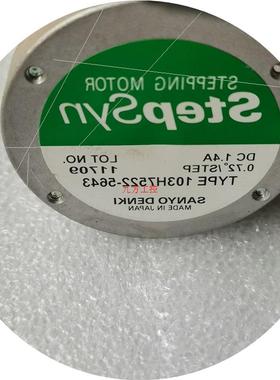 STEPPING MOTOR
StepSyn
DC 1.4A LOT NO.
0.72°/STEP 11709
TYPE 103H7522-5643
SANYO DENKI
MADE IN JAPAN